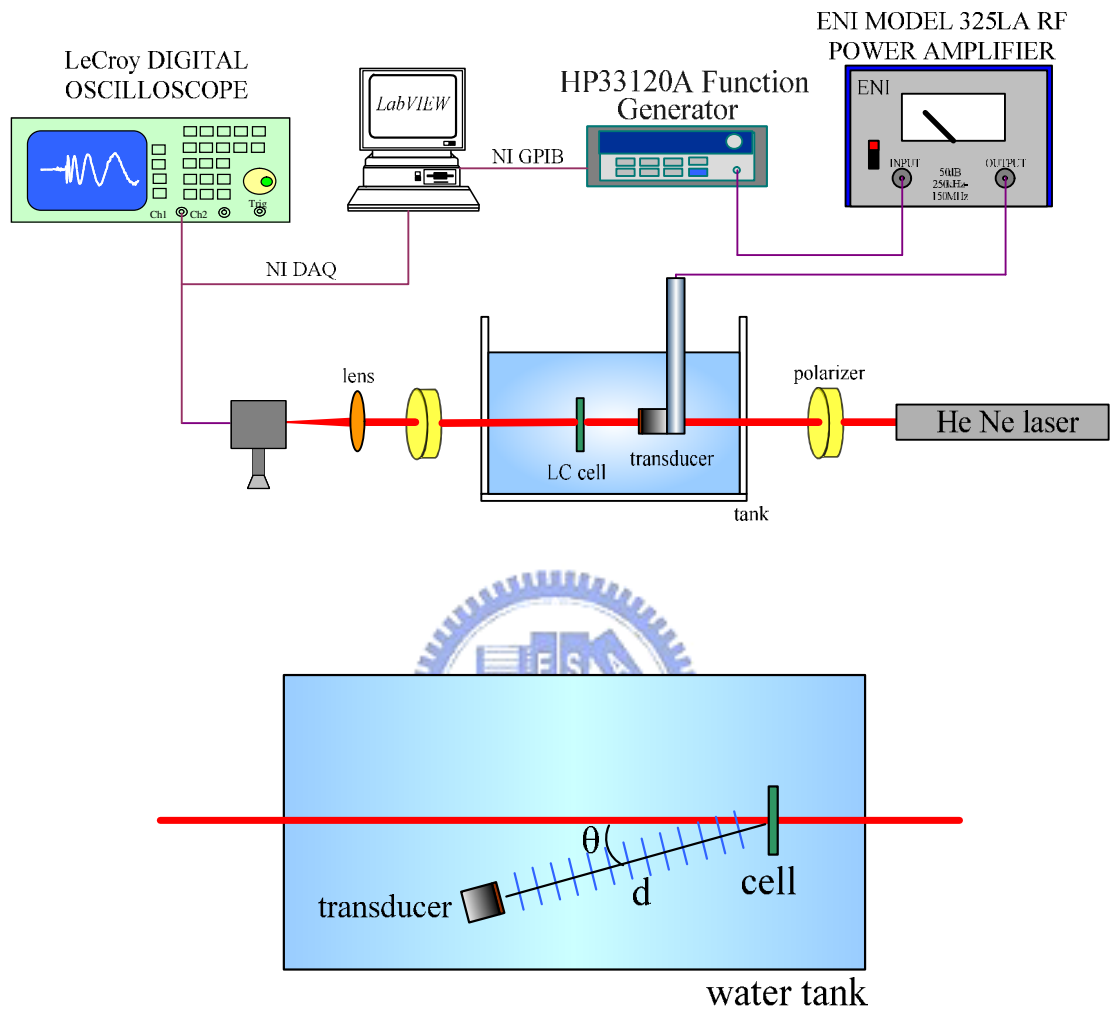 ENI MODEL 325LA RF
POWER AMPLIFIER
LeCroy DIGITAL
OSCILLOSCOPE
HP33120A Function
Generator
LabVIEW
ENI
NI GPIB
INPUT
OUTPUT
50dB
250kHz-
150MHz
Trig
Ch1
Ch2
NI DAQ
lens
polarizer
He Ne laser
LC cell
transducer
tank
E S A
θ
d
cell
transducer
water tank